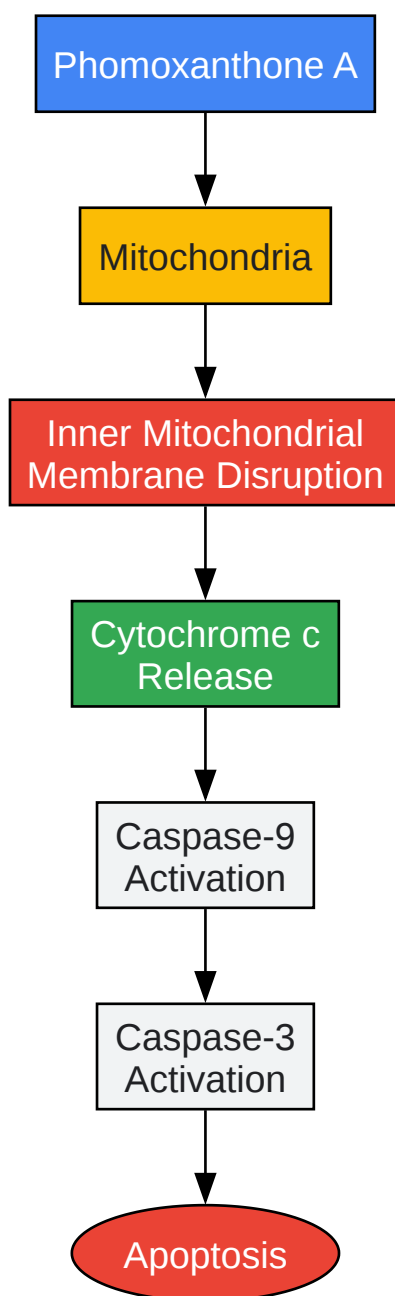 Phomoxanthone A
Mitochondria
Inner Mitochondrial
Membrane Disruption
Cytochrome c
Release
Caspase-9
Activation
Caspase-3
Activation
Apoptosis